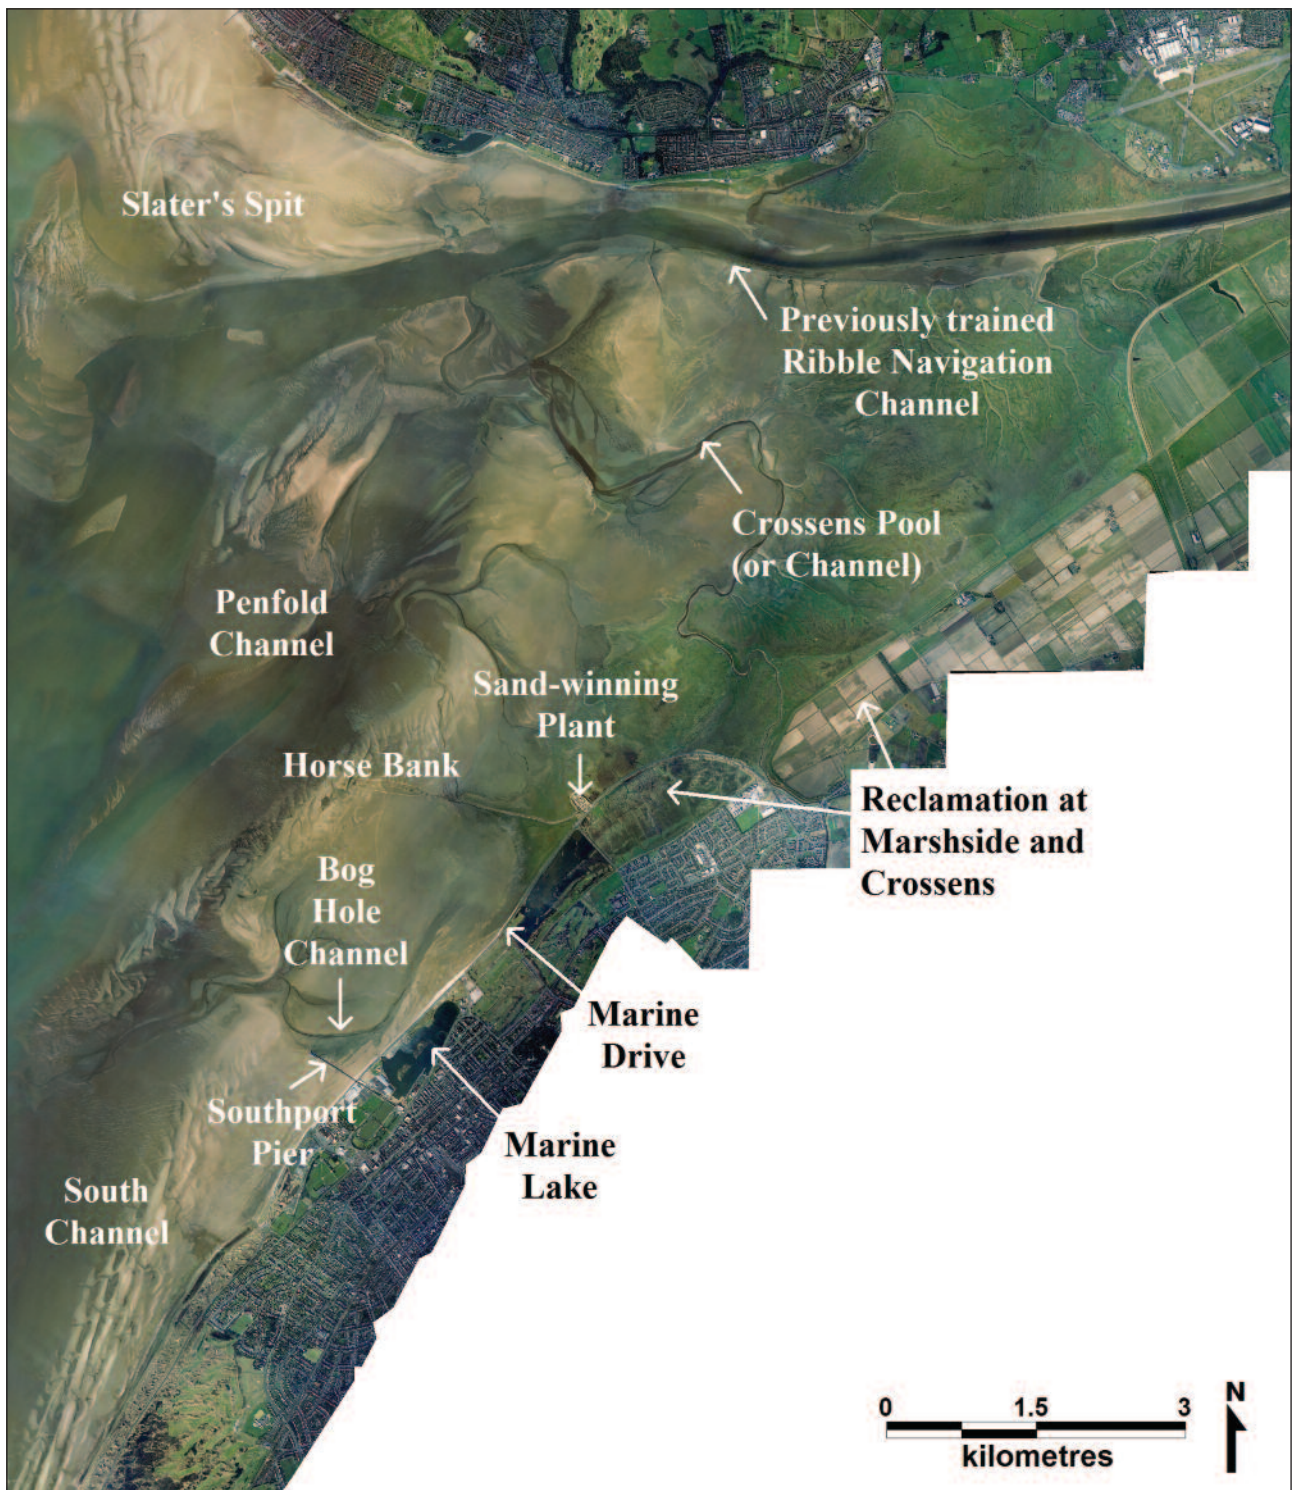 Slater's Spit
Previously trained
Ribble Navigation
Channel
Crossens Pool
(or Channel)
Penfold
Channel
Sand-winning
Plant
Horse Bank
Reclamation at
Marshside and
Crossens
Bog
Hole
Channel
Marine
Drive
Southport
Pier
Marine
Lake
South
Channel
N
0 1.5 3
kilometres